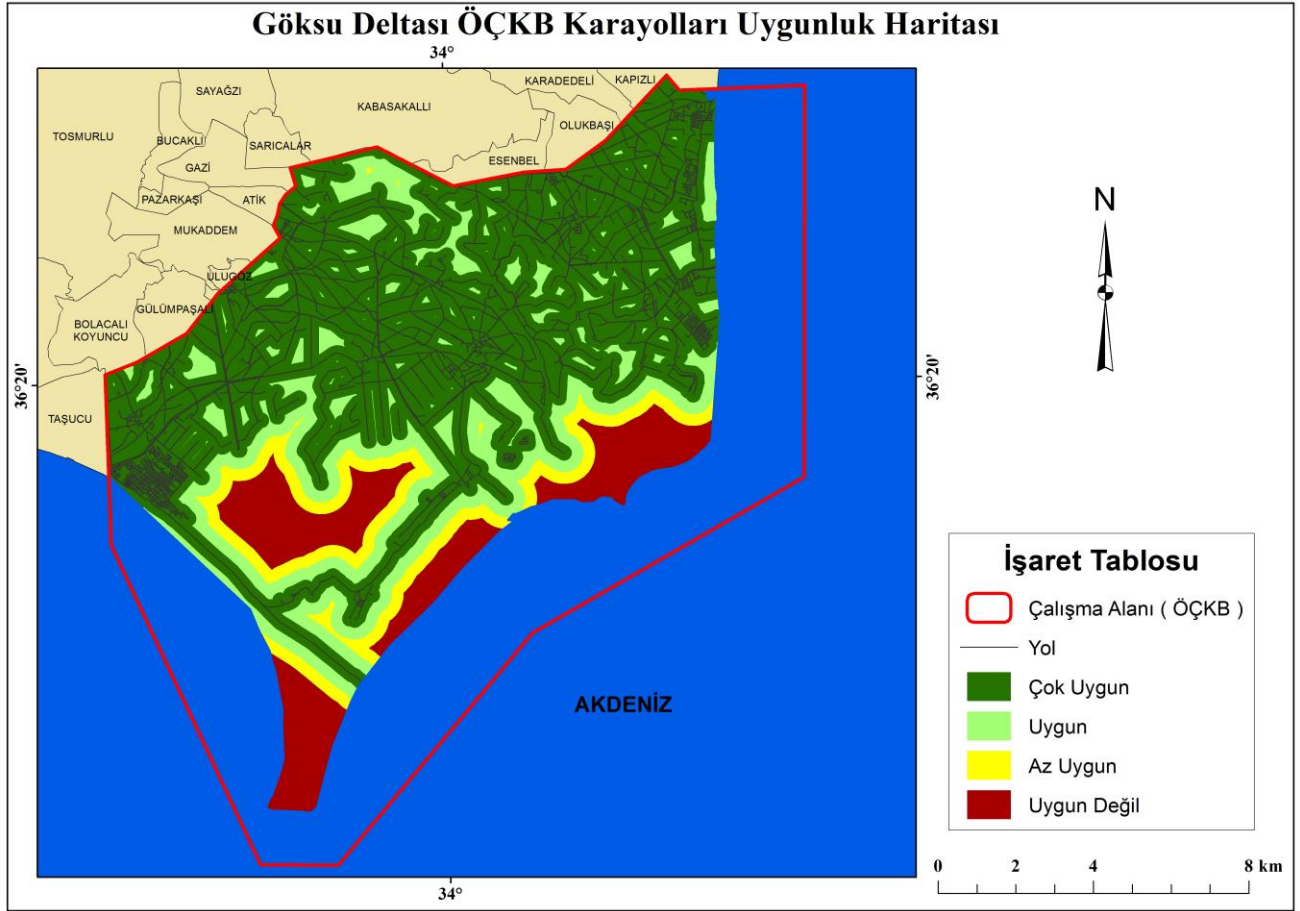 Göksu Deltası ÖÇKB Karayolları Uygunluk Haritası
34°
SAYAĞZI
KARADEDELİ
KAPIZLI
KABASAKALLI
TOSMURLU
BUCAKLI
SARICALAR
OLUKBAŞI
GAZİ
ESENBEL
PAZARKAŞI
ATİK
MUKADDEM
N
ULUGÖZ
GÜLÜMPAŞALI
BOLACALI
KOYUNCU
36°20'
36°20'
TAŞUCU
AKDENİZ
İşaret Tablosu
Çalışma Alanı ( ÖÇKB )
Yol
Çok Uygun
Uygun
Az Uygun
Uygun Değil
0 2 4 8 km
34°